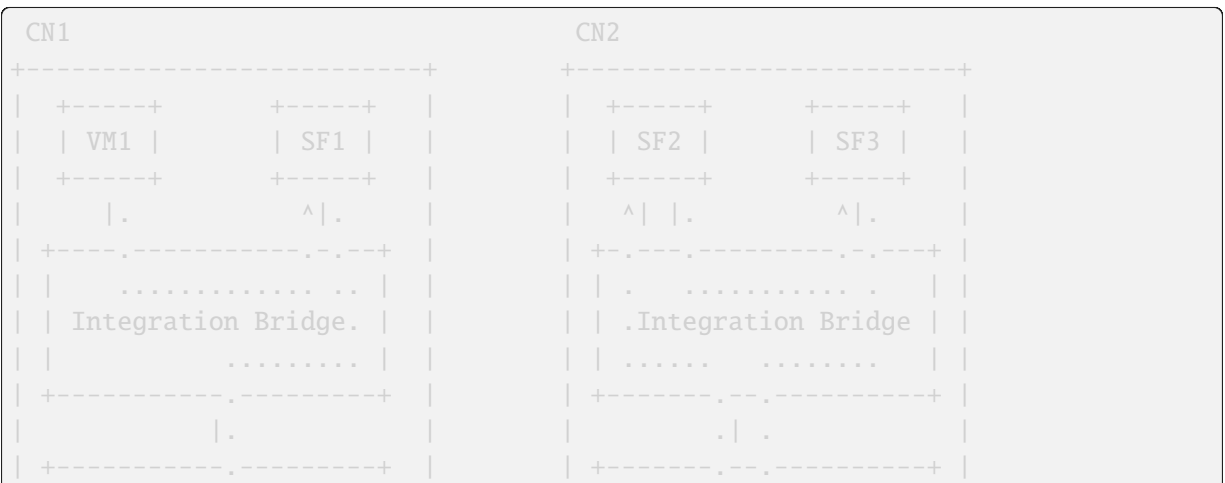 CN1                                 CN2
+--------------------------+        +-------------------------+
|  +-----+       +-----+   |        |  +-----+      +-----+   |
|  | VM1 |       | SF1 |   |        |  | SF2 |      | SF3 |   |
|  +-----+       +-----+   |        |  +-----+      +-----+   |
|     |.           ^|.     |        |   ^| |.         ^|.     |
| +----.-----------.-.--+  |        | +-.---.---------.-.---+ |
| |    ............. .. |  |        | | .   ........... .   | |
| | Integration Bridge. |  |        | | .Integration Bridge | |
| |           ......... |  |        | | ......   ........   | |
| +-----------.---------+  |        | +-------.--.----------+ |
|            |.            |        |         .| .            |
| +-----------.---------+  |        | +-------.--.----------+ |